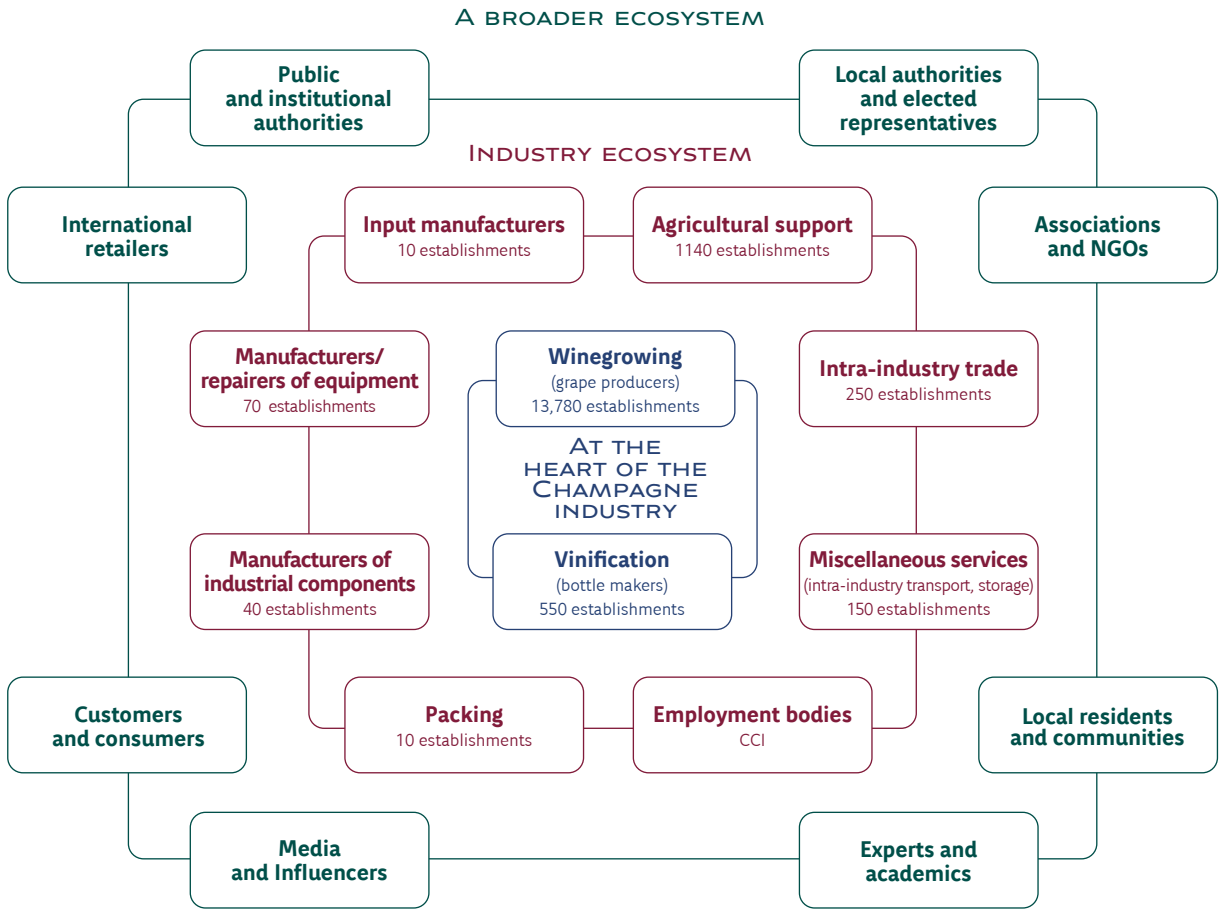 A BROADER ECOSYSTEM
Public
and institutional
authorities
Local authorities
and elected
representatives
INDUSTRY ECOSYSTEM
International
retailers
Input manufacturers
10 establishments
Agricultural support
1140 establishments
Associations
and NGOs
Manufacturers/
repairers of equipment
70 establishments
Winegrowing
(grape producers)
13,780 establishments
Intra-industry trade
250 establishments
AT THE
HEART OF THE
CHAMPAGNE
INDUSTRY
Manufacturers of
industrial components
40 establishments
Vinification
(bottle makers)
550 establishments
Miscellaneous services
(intra-industry transport, storage)
150 establishments
Customers
and consumers
Packing
10 establishments
Employment bodies
CCI
Local residents
and communities
Media
and Influencers
Experts and
academics